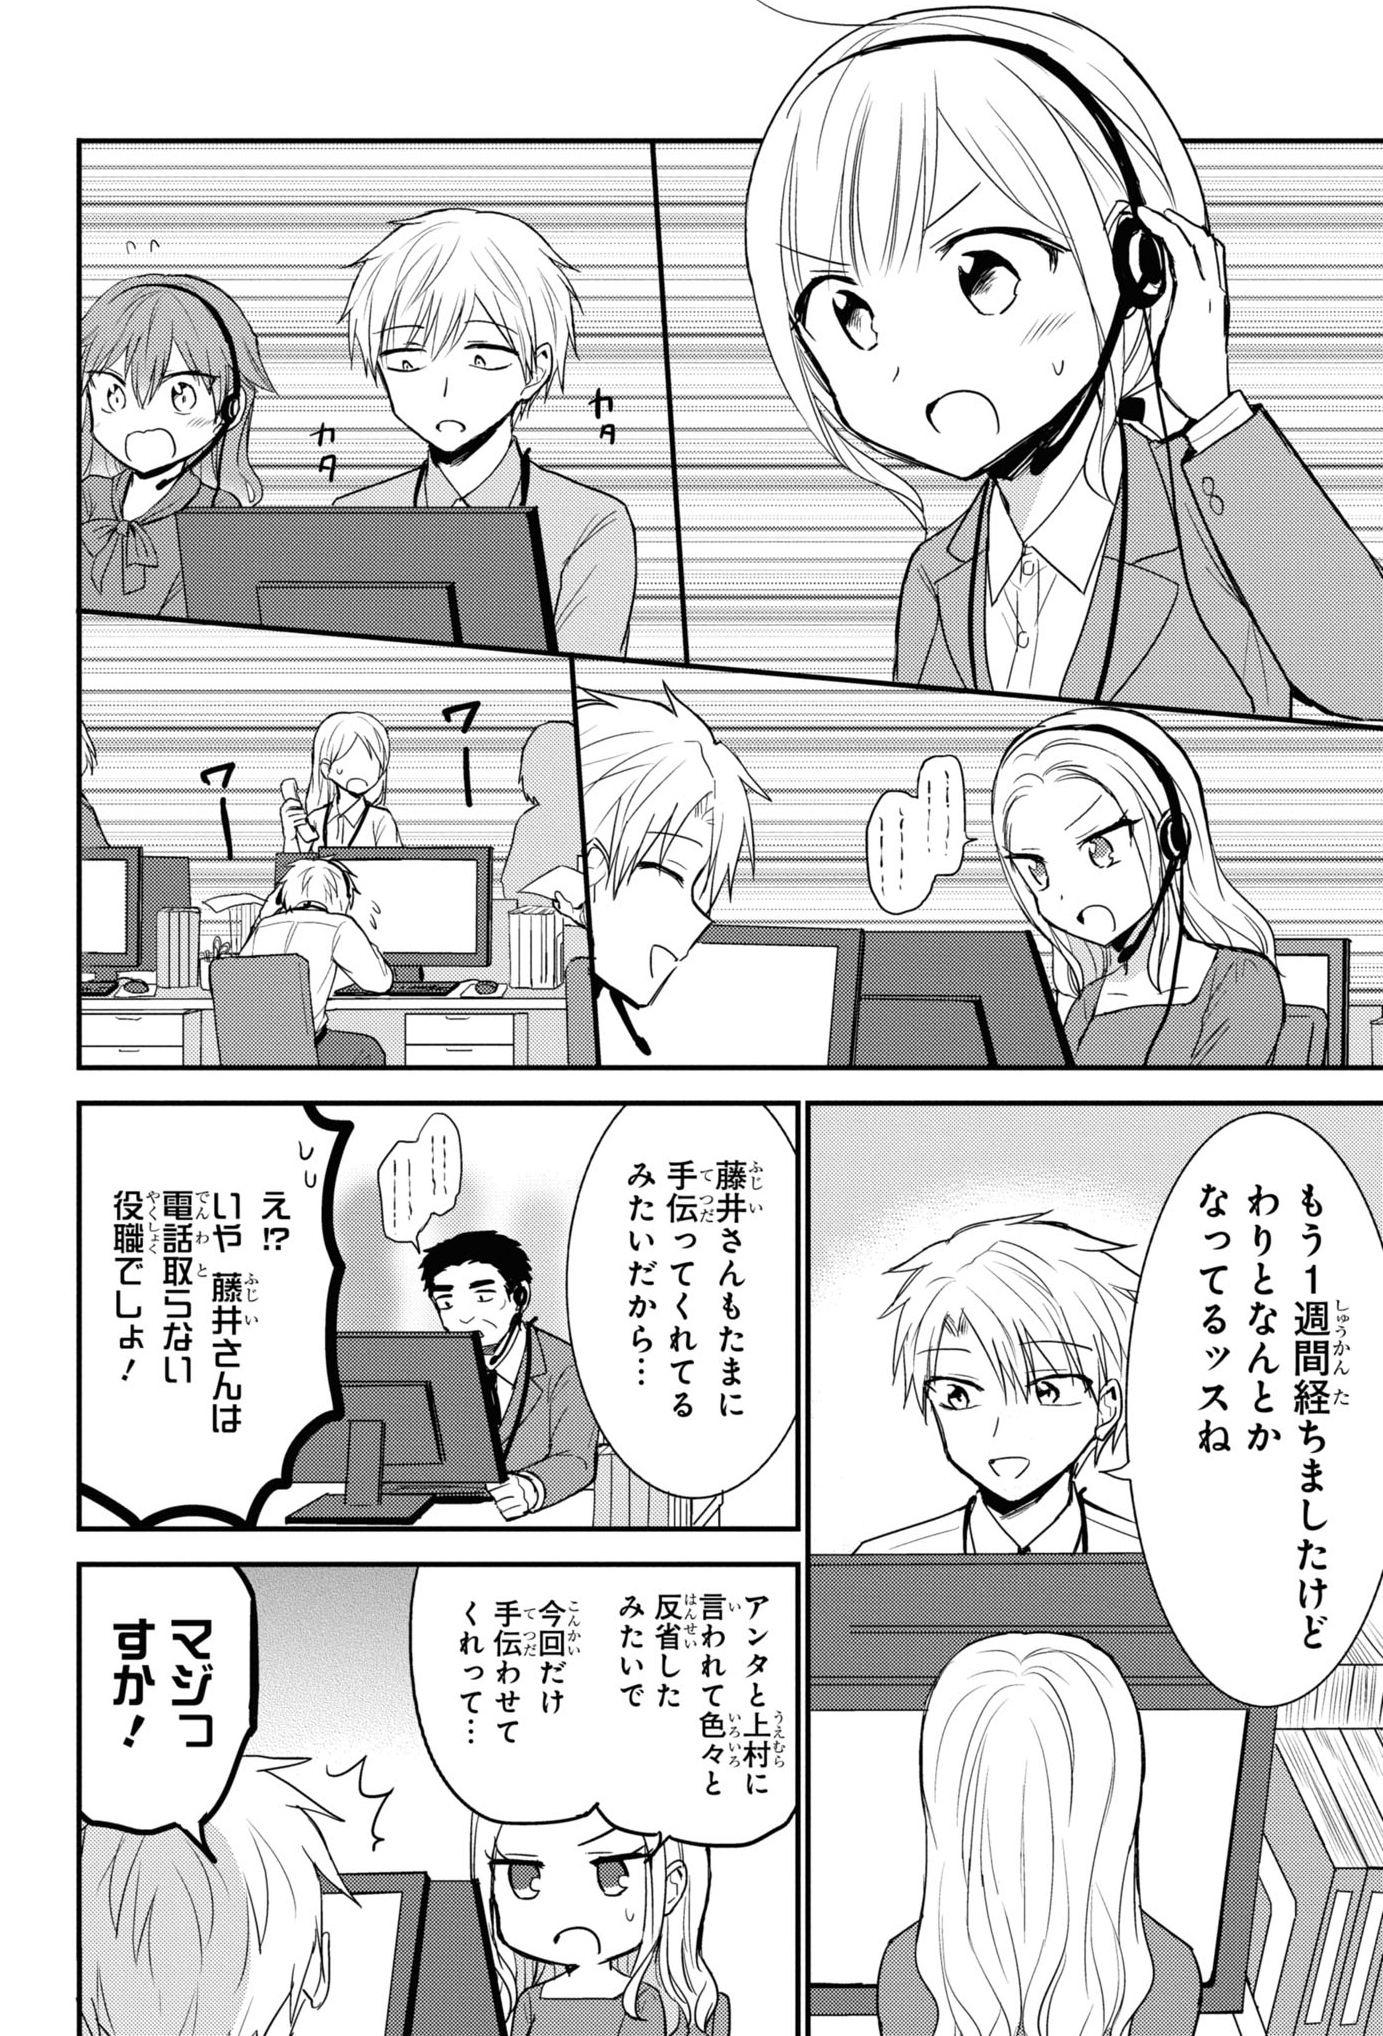 カタ
カタ
ワー
ワー
もう1週間経ちましたけど
わりとなんとか
なってるッスね
藤井さんもたまに
手伝ってくれてる
みたいだから…
え!?
いや 藤井さんは
電話取らない
役職でしょ!
アンタと上村に
言われて色々と
反省した
みたいで
今回だけ
手伝わせて
くれって…
マジっ
すか!